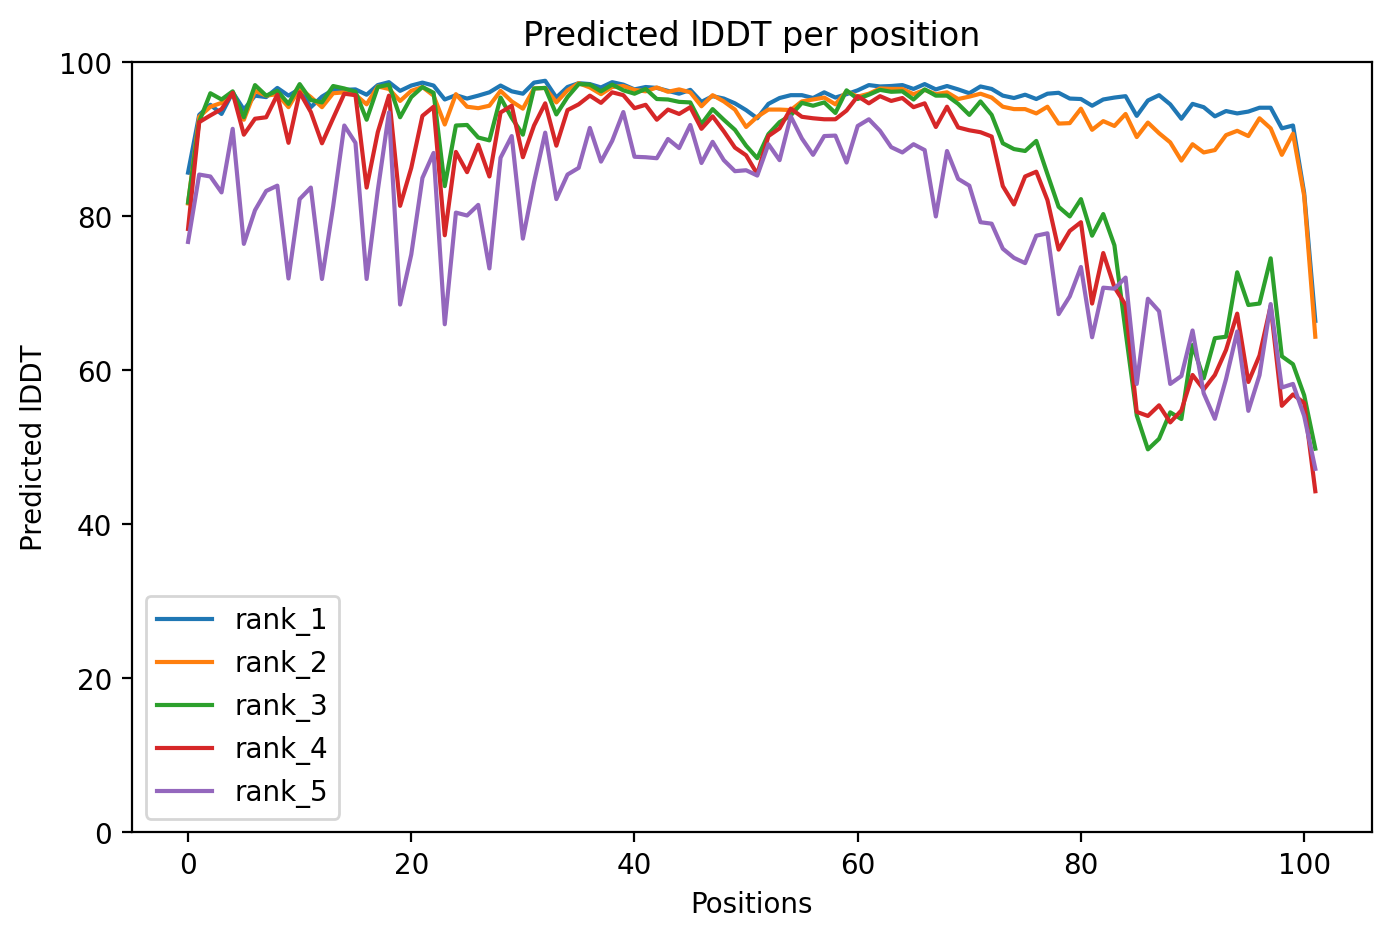 Predicted lDDT per position
100
80
60
40
20
0
Predicted lDDT
rank_1
rank_2
rank_3
rank_4
rank_5
0 20 40 60 80 100
Positions